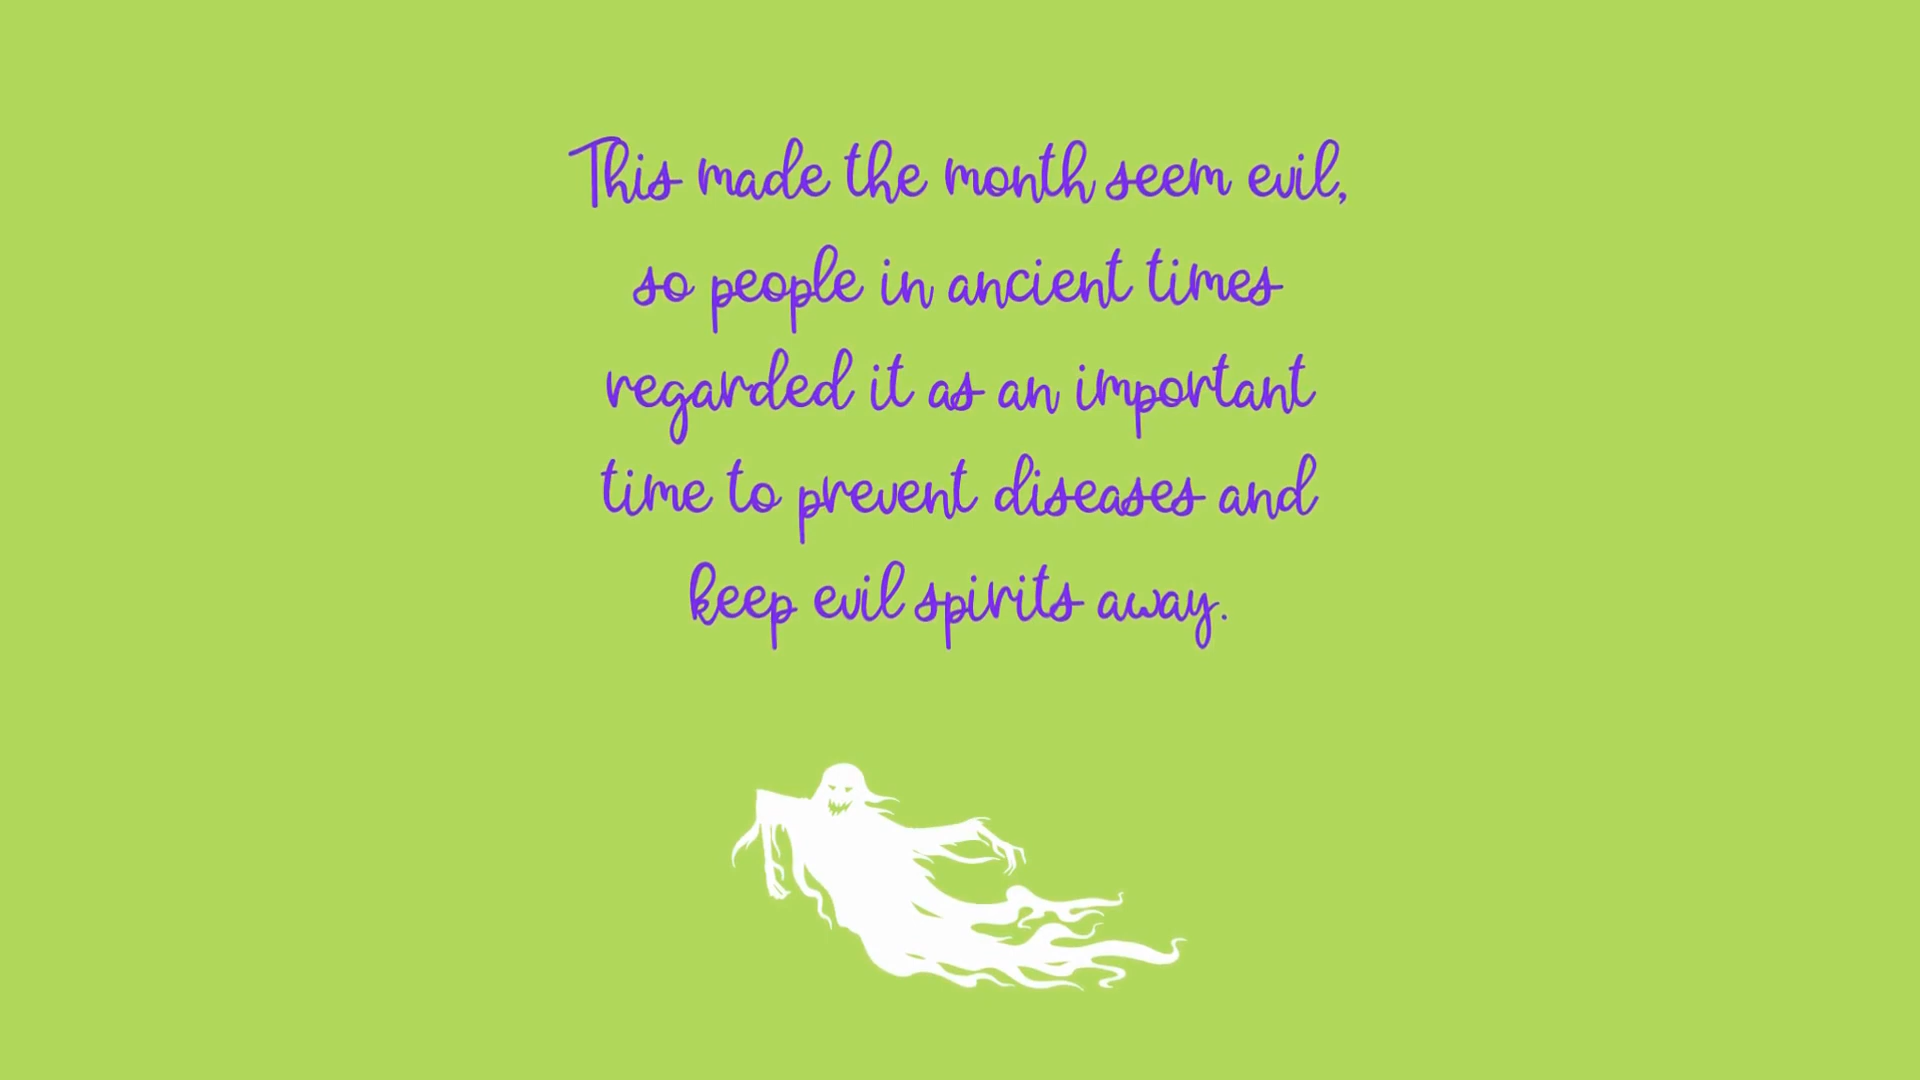 This made the month seem evil,
so people in ancient times
regarded it as an important
time to prevent diseases and
keep evil spirits away.